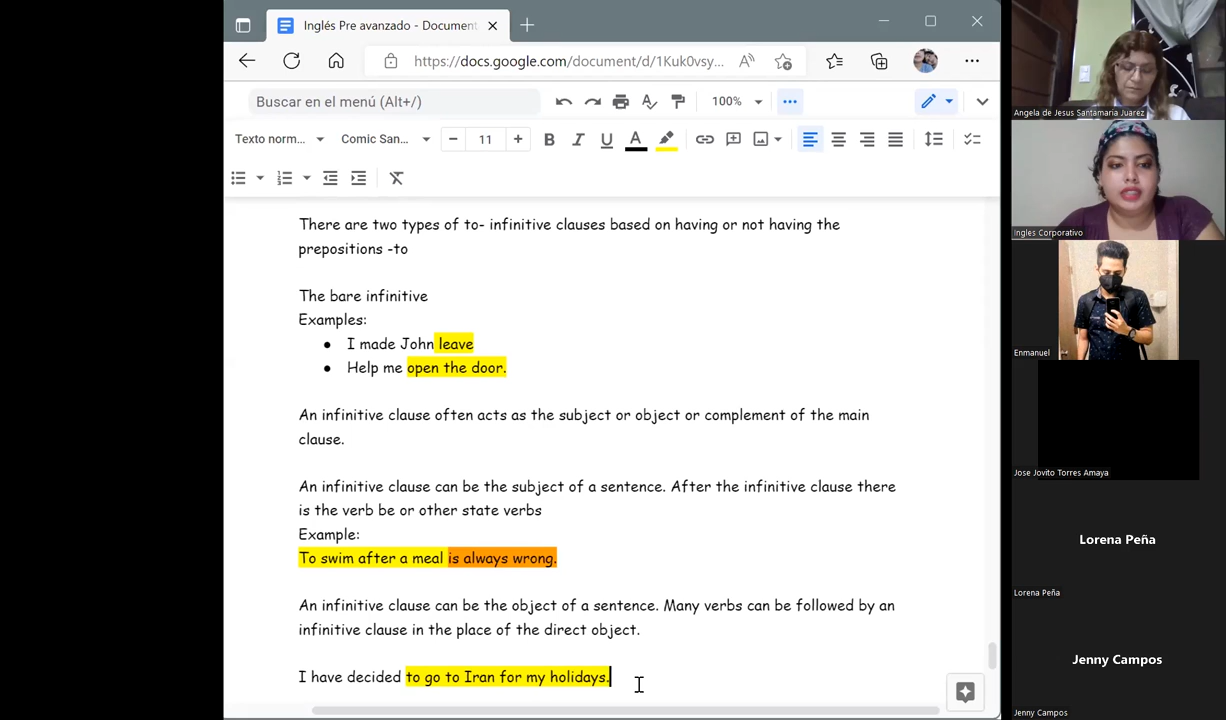 Inglés Pre avanzado - Document
https://docs.google.com/document/d/1Kuk0vsy...
Buscar en el menú (Alt+/)
100%
Texto norm...
Comic San...
11
There are two types of to- infinitive clauses based on having or not having the
prepositions -to
The bare infinitive
Examples:
I made John leave
Help me open the door.
An infinitive clause often acts as the subject or object or complement of the main
clause.
An infinitive clause can be the subject of a sentence. After the infinitive clause there
is the verb be or other state verbs
Example:
To swim after a meal is always wrong.
An infinitive clause can be the object of a sentence. Many verbs can be followed by an
infinitive clause in the place of the direct object.
I have decided to go to Iran for my holidays.
Angela de Jesus Santamaria Juarez
Ingles Corporativo
Enmanuel
Jose Jovito Torres Amaya
Lorena Peña
Lorena Peña
Jenny Campos
Jenny Campos